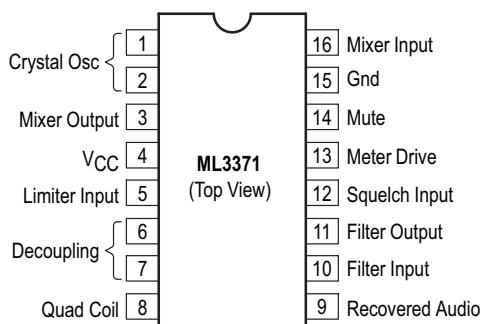 Crystal Osc
1
2
Mixer Output 3
VCC 4
Limiter Input 5
Decoupling
6
7
Quad Coil 8
ML3371
(Top View)
16 Mixer Input
15 Gnd
14 Mute
13 Meter Drive
12 Squelch Input
11 Filter Output
10 Filter Input
9 Recovered Audio